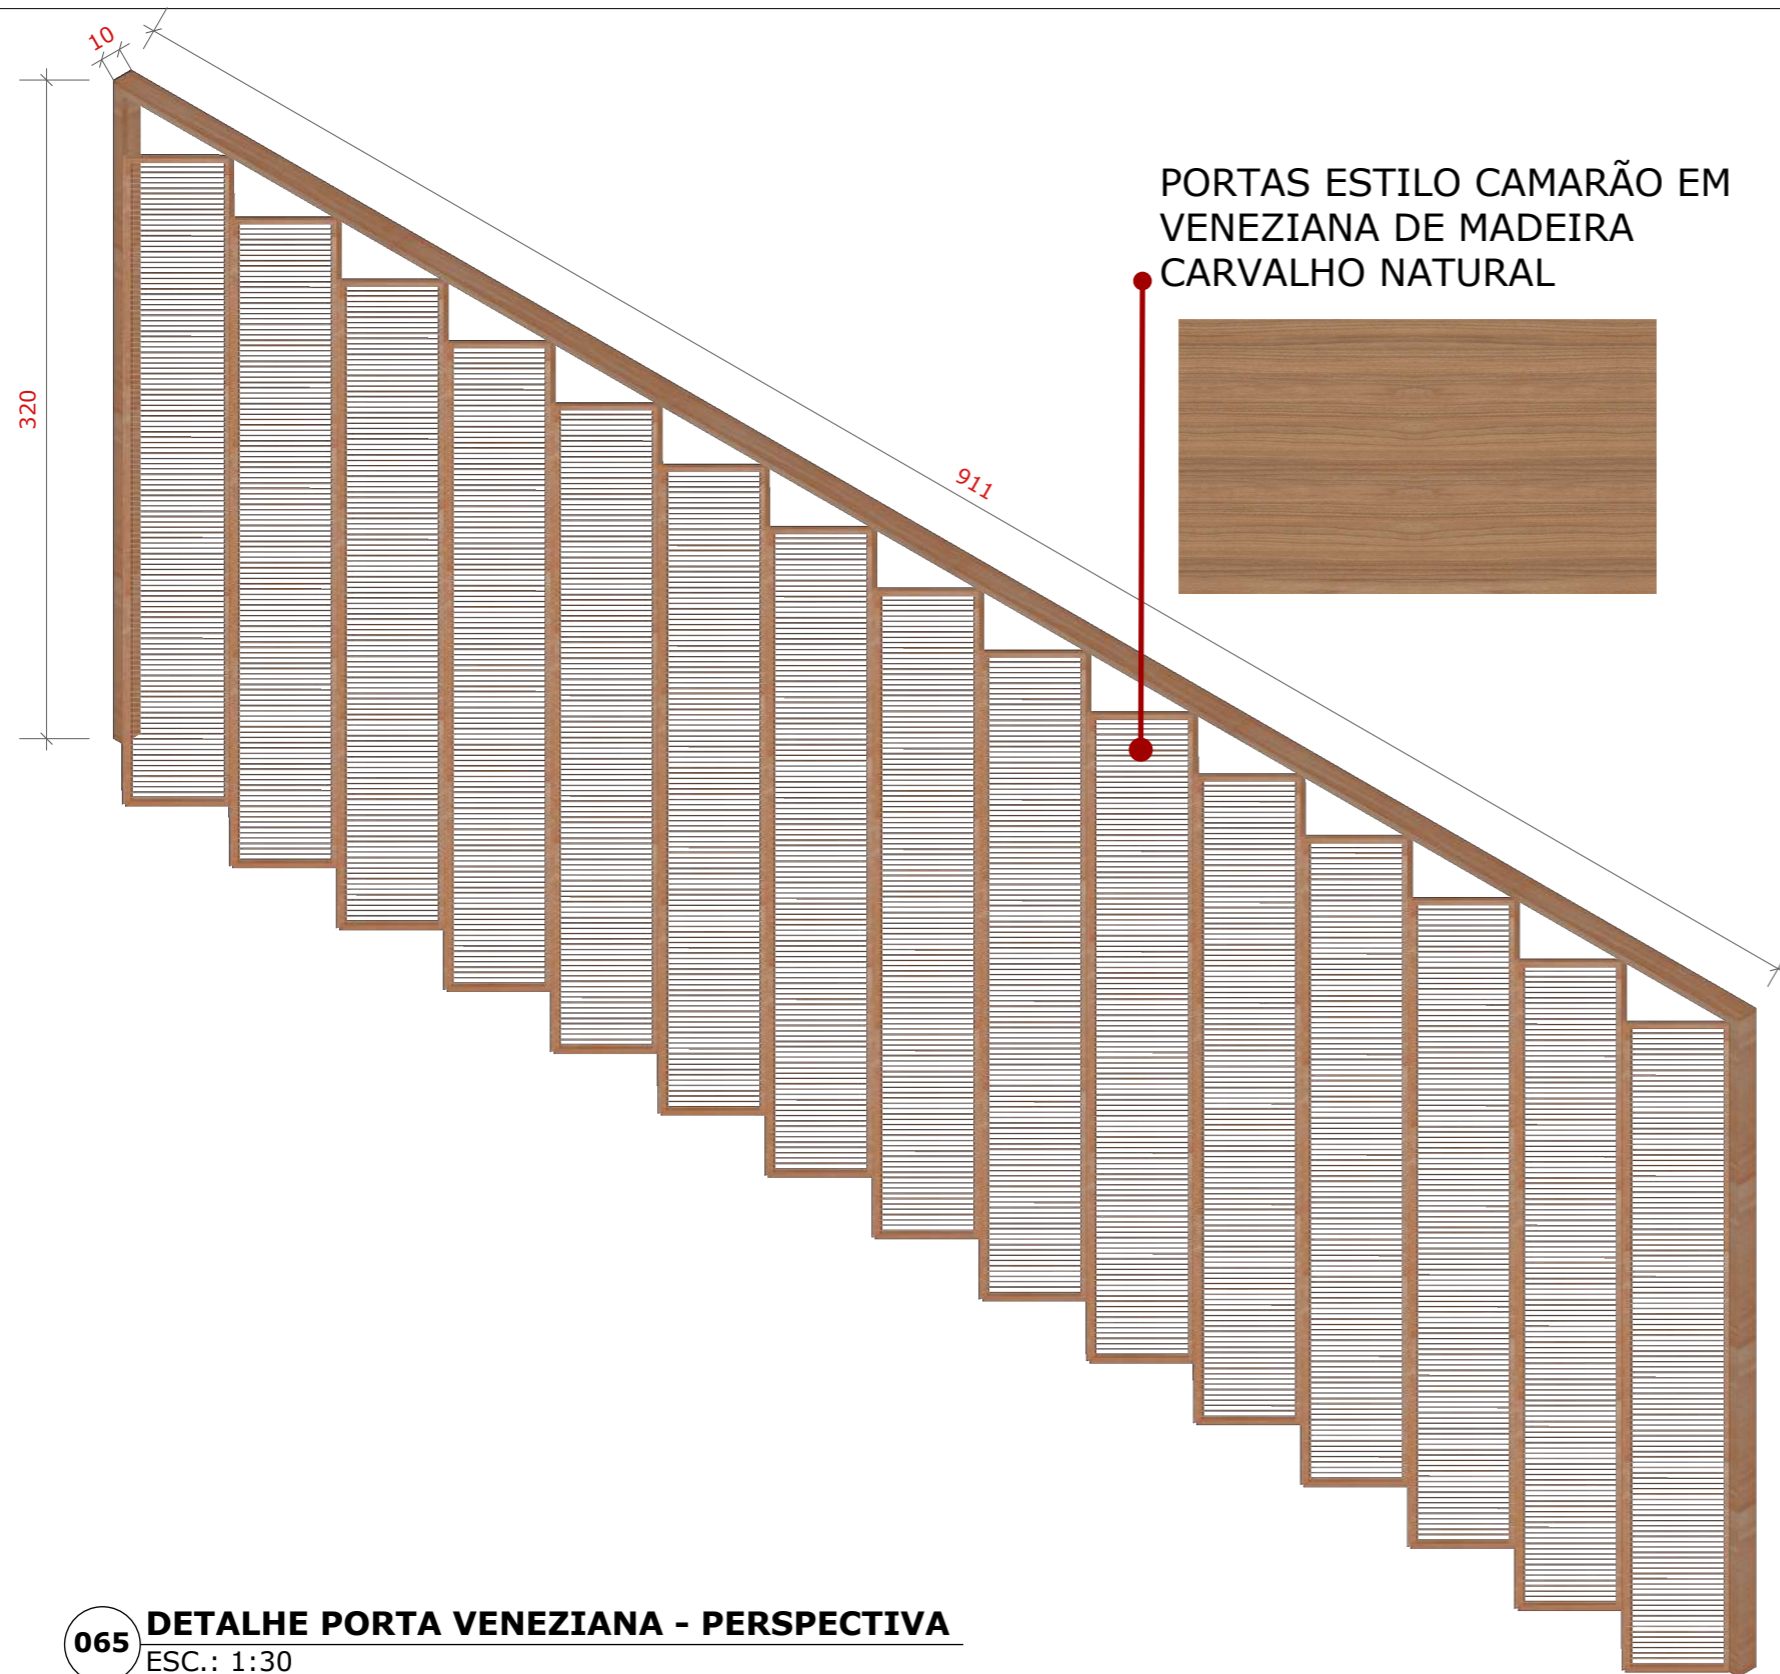 10
PORTAS ESTILO CAMARÃO EM
VENEZIANA DE MADEIRA
CARVALHO NATURAL
320
911
065
DETALHE PORTA VENEZIANA - PERSPECTIVA
ESC.: 1:30